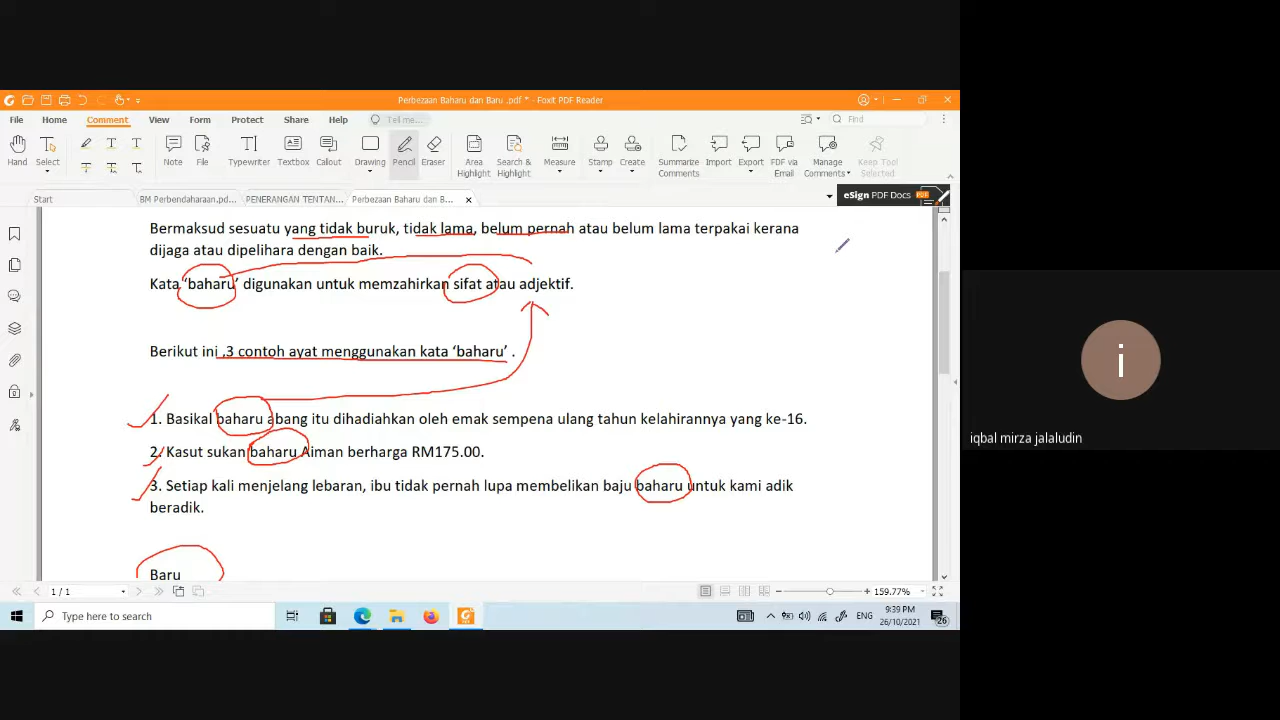 Perbezaan Baharu dan Baru .pdf * - Foxit PDF Reader
File Home Comment View Form Protect Share Help Tell me... Find
Hand Select Note File Typewriter Textbox Callout Drawing Pencil Eraser Area Highlight Search & Highlight Measure Stamp Create Summarize Comments Import Export FDF via Email Manage Comments Keep Tool Selected
Start BM Perbendaharaan.pd... PENERANGAN TENTAN... Perbezaan Baharu dan B... eSign PDF Docs
Bermaksud sesuatu yang tidak buruk, tidak lama, belum pernah atau belum lama terpakai kerana
dijaga atau dipelihara dengan baik.
Kata ‘baharu’ digunakan untuk memzahirkan sifat atau adjektif.
Berikut ini ,3 contoh ayat menggunakan kata ‘baharu’ .
1. Basikal baharu abang itu dihadiahkan oleh emak sempena ulang tahun kelahirannya yang ke-16.
2. Kasut sukan baharu Aiman berharga RM175.00.
3. Setiap kali menjelang lebaran, ibu tidak pernah lupa membelikan baju baharu untuk kami adik
beradik.
Baru
1 / 1 159.77%
Type here to search ENG 9:39 PM
26/10/2021 26
i
iqbal mirza jalaludin